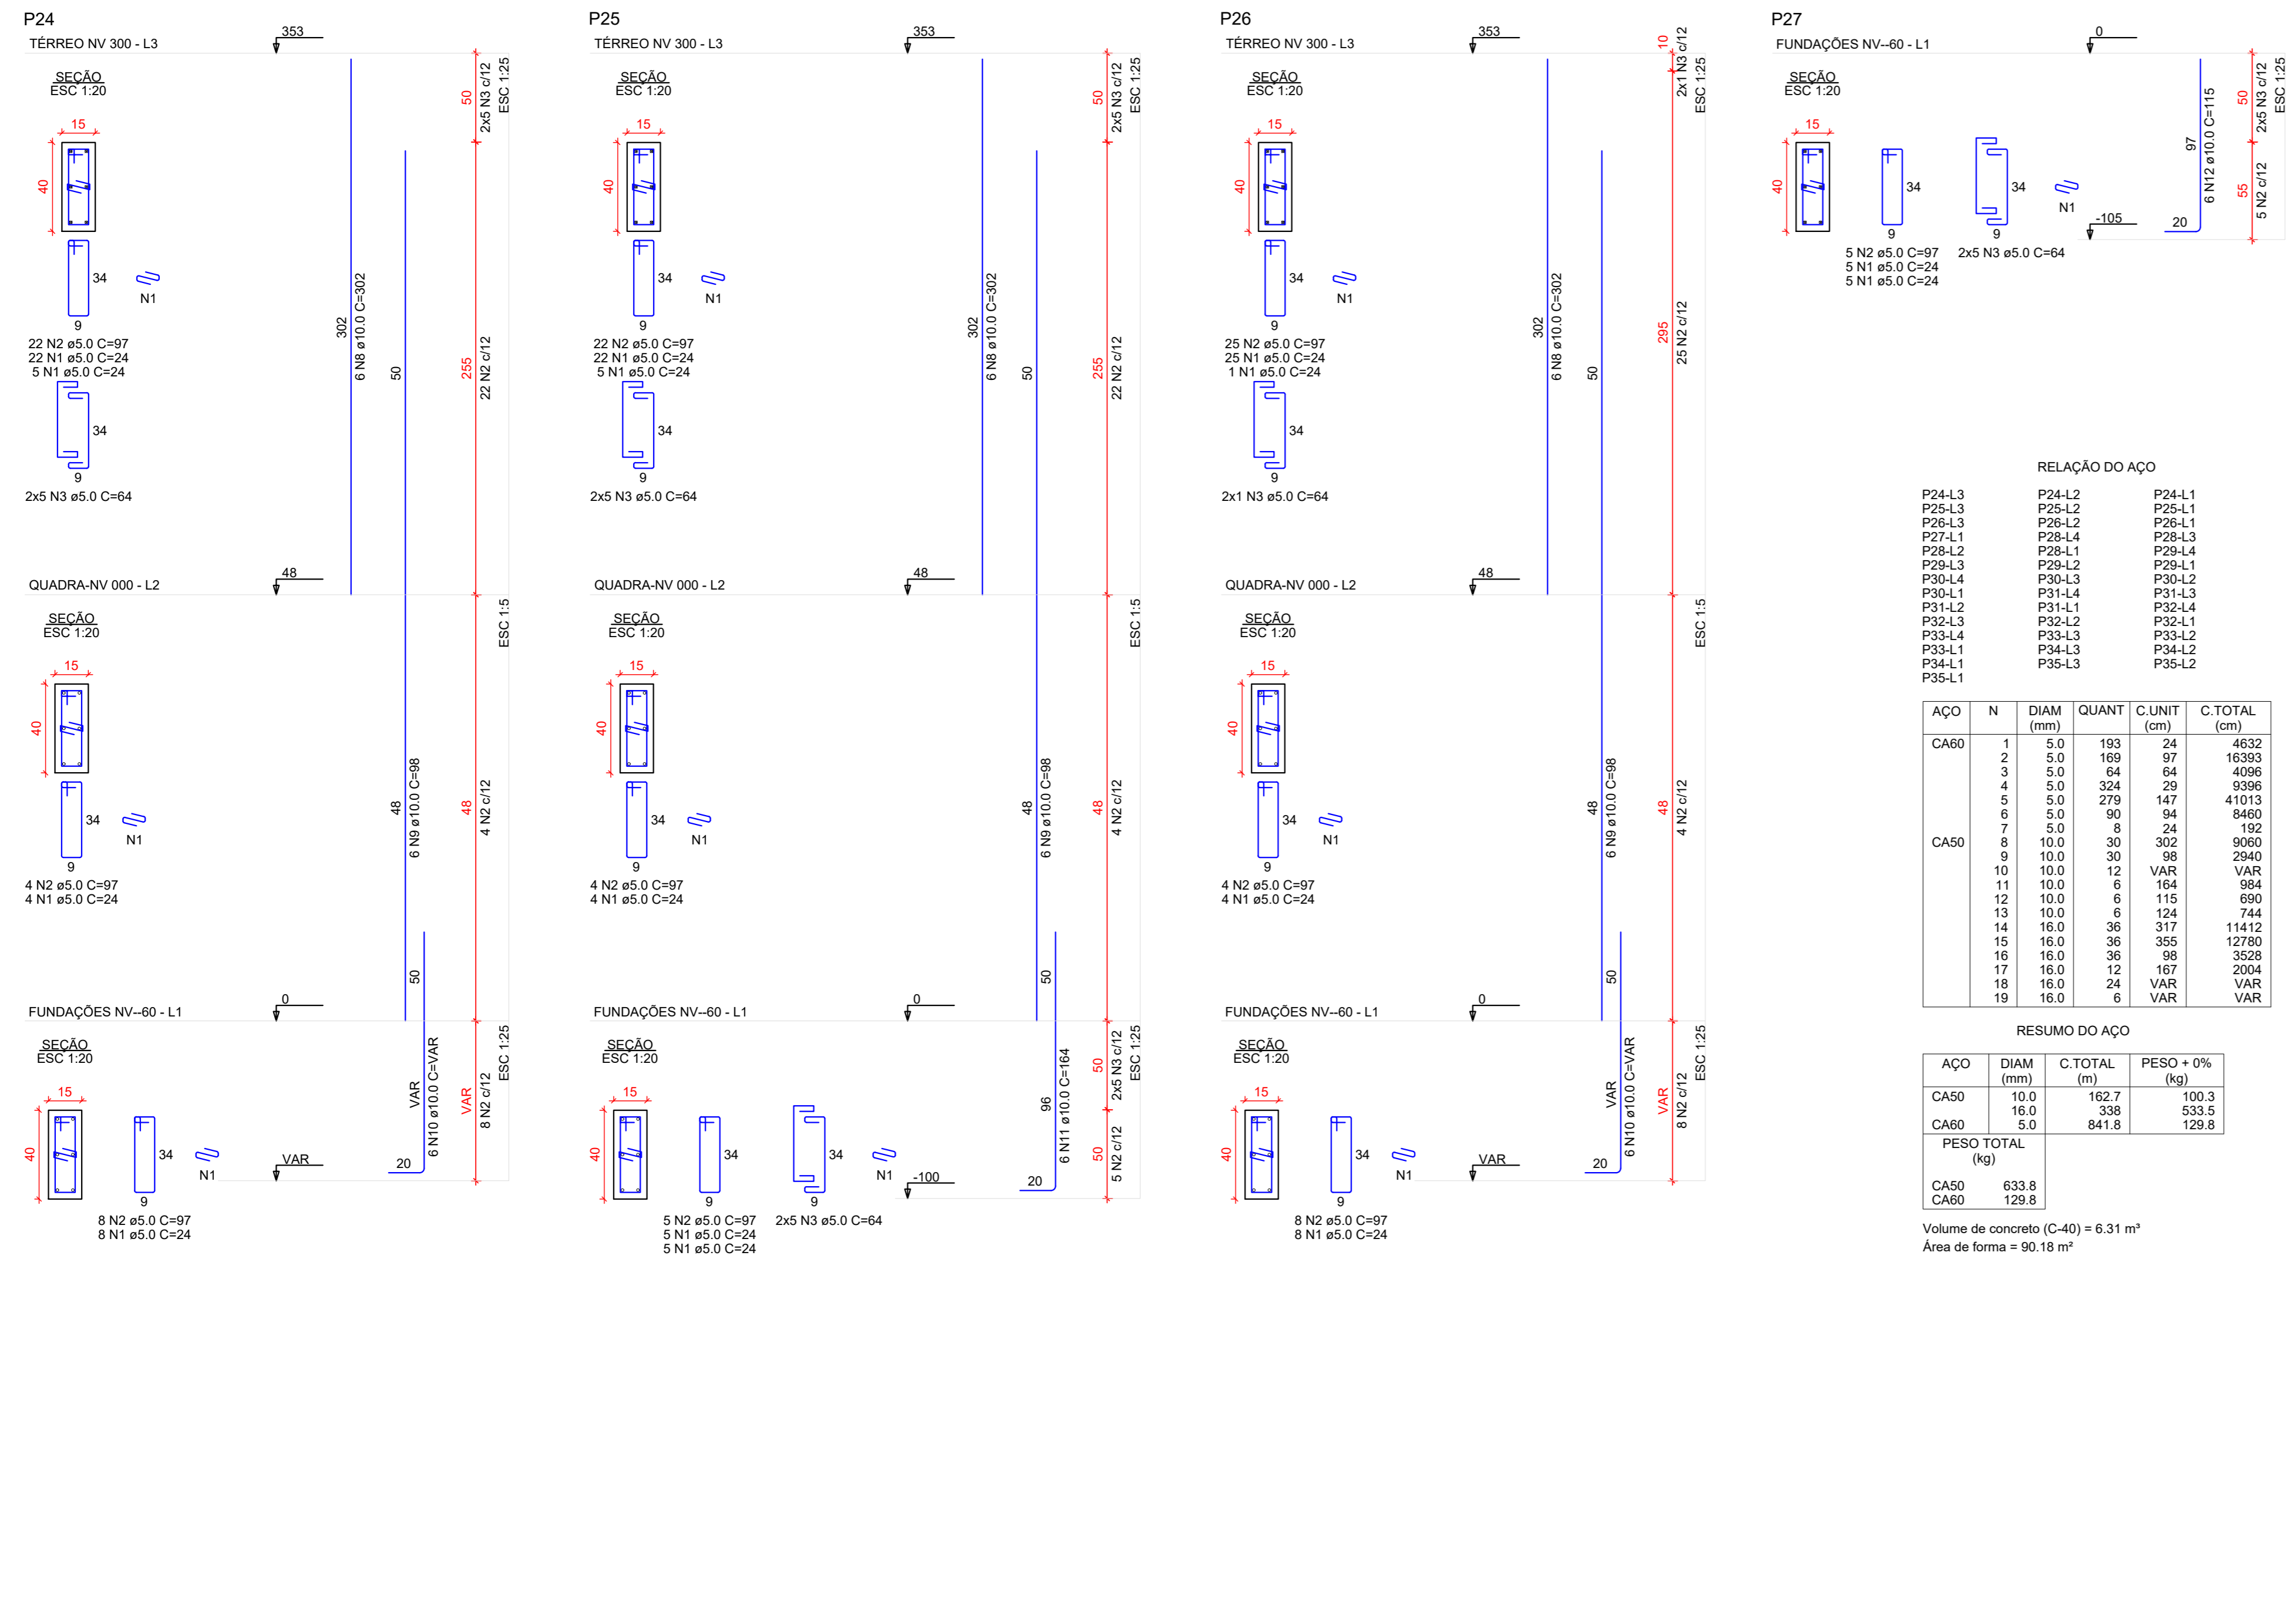 P24
TÉRREO NV 300 - L3
353
SEÇÃO
ESC 1:20
15
40
34
N1
9
22 N2 ø5.0 C=97
22 N1 ø5.0 C=24
5 N1 ø5.0 C=24
34
9
2x5 N3 ø5.0 C=64
302
6 N8 ø10.0 C=302
50
50
2x5 N3 c/12
255
22 N2 c/12
ESC 1:25
QUADRA-NV 000 - L2
48
SEÇÃO
ESC 1:20
15
40
34
N1
9
4 N2 ø5.0 C=97
4 N1 ø5.0 C=24
48
6 N9 ø10.0 C=98
50
48
4 N2 c/12
ESC 1:5
FUNDAÇÕES NV--60 - L1
0
SEÇÃO
ESC 1:20
15
40
34
N1
9
8 N2 ø5.0 C=97
8 N1 ø5.0 C=24
VAR
20
VAR
6 N10 ø10.0 C=VAR
VAR
8 N2 c/12
ESC 1:25
P25
TÉRREO NV 300 - L3
353
SEÇÃO
ESC 1:20
15
40
34
N1
9
22 N2 ø5.0 C=97
22 N1 ø5.0 C=24
5 N1 ø5.0 C=24
34
9
2x5 N3 ø5.0 C=64
302
6 N8 ø10.0 C=302
50
50
2x5 N3 c/12
255
22 N2 c/12
ESC 1:25
QUADRA-NV 000 - L2
48
SEÇÃO
ESC 1:20
15
40
34
N1
9
4 N2 ø5.0 C=97
4 N1 ø5.0 C=24
48
6 N9 ø10.0 C=98
50
48
4 N2 c/12
ESC 1:5
FUNDAÇÕES NV--60 - L1
0
SEÇÃO
ESC 1:20
15
40
34
9
5 N2 ø5.0 C=97
5 N1 ø5.0 C=24
5 N1 ø5.0 C=24
34
9
2x5 N3 ø5.0 C=64
N1
-100
20
96
6 N11 ø10.0 C=164
50
2x5 N3 c/12
50
5 N2 c/12
ESC 1:25
P26
TÉRREO NV 300 - L3
353
SEÇÃO
ESC 1:20
15
40
34
N1
9
25 N2 ø5.0 C=97
25 N1 ø5.0 C=24
1 N1 ø5.0 C=24
34
9
2x1 N3 ø5.0 C=64
302
6 N8 ø10.0 C=302
50
10
2x1 N3 c/12
295
25 N2 c/12
ESC 1:25
QUADRA-NV 000 - L2
48
SEÇÃO
ESC 1:20
15
40
34
N1
9
4 N2 ø5.0 C=97
4 N1 ø5.0 C=24
48
6 N9 ø10.0 C=98
50
48
4 N2 c/12
ESC 1:5
FUNDAÇÕES NV--60 - L1
0
SEÇÃO
ESC 1:20
15
40
34
N1
9
8 N2 ø5.0 C=97
8 N1 ø5.0 C=24
VAR
20
VAR
6 N10 ø10.0 C=VAR
VAR
8 N2 c/12
ESC 1:25
P27
FUNDAÇÕES NV--60 - L1
0
SEÇÃO
ESC 1:20
15
40
34
9
5 N2 ø5.0 C=97
5 N1 ø5.0 C=24
5 N1 ø5.0 C=24
34
9
2x5 N3 ø5.0 C=64
N1
-105
20
97
6 N12 ø10.0 C=115
50
2x5 N3 c/12
55
5 N2 c/12
ESC 1:25
RELAÇÃO DO AÇO
P24-L3 P24-L2 P24-L1
P25-L3 P25-L2 P25-L1
P26-L3 P26-L2 P26-L1
P27-L1 P28-L4 P28-L3
P28-L2 P28-L1 P29-L4
P29-L3 P29-L2 P29-L1
P30-L4 P30-L3 P30-L2
P30-L1 P31-L4 P31-L3
P31-L2 P31-L1 P32-L4
P32-L3 P32-L2 P32-L1
P33-L4 P33-L3 P33-L2
P33-L1 P34-L3 P34-L2
P34-L1 P35-L3 P35-L2
P35-L1
AÇO N DIAM QUANT C.UNIT C.TOTAL
(mm) (cm) (cm)
CA60 1 5.0 193 24 4632
2 5.0 169 97 16393
3 5.0 64 64 4096
4 5.0 324 29 9396
5 5.0 279 147 41013
6 5.0 90 94 8460
7 5.0 8 24 192
CA50 8 10.0 30 302 9060
9 10.0 30 98 2940
10 10.0 12 VAR VAR
11 10.0 6 164 984
12 10.0 6 115 690
13 10.0 6 124 744
14 16.0 36 317 11412
15 16.0 36 355 12780
16 16.0 36 98 3528
17 16.0 12 167 2004
18 16.0 24 VAR VAR
19 16.0 6 VAR VAR
RESUMO DO AÇO
AÇO DIAM C.TOTAL PESO + 0%
(mm) (m) (kg)
CA50 10.0 162.7 100.3
16.0 338 533.5
CA60 5.0 841.8 129.8
PESO TOTAL
(kg)
CA50 633.8
CA60 129.8
Volume de concreto (C-40) = 6.31 m³
Área de forma = 90.18 m²